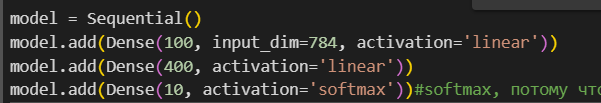 model = Sequential()
model.add(Dense(100, input_dim=784, activation='linear'))
model.add(Dense(400, activation='linear'))
model.add(Dense(10, activation='softmax'))#softmax, потому что